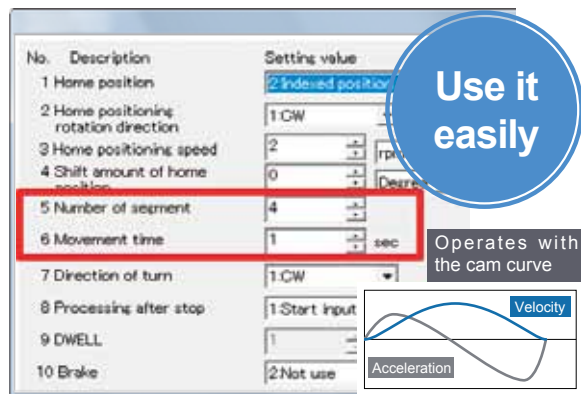 No. Description Setting value
1 Home position 2:Indexed position
2 Home positioning
rotation direction 1:CW
3 Home positioning speed 2 rpm
4 Shift amount of home
position 0 Degree
5 Number of segment 4
6 Movement time 1 sec
7 Direction of turn 1:CW
8 Processing after stop 1:Start input
9 DWELL 1
10 Brake 2:Not use
Use it
easily
Operates with
the cam curve
Velocity
Acceleration